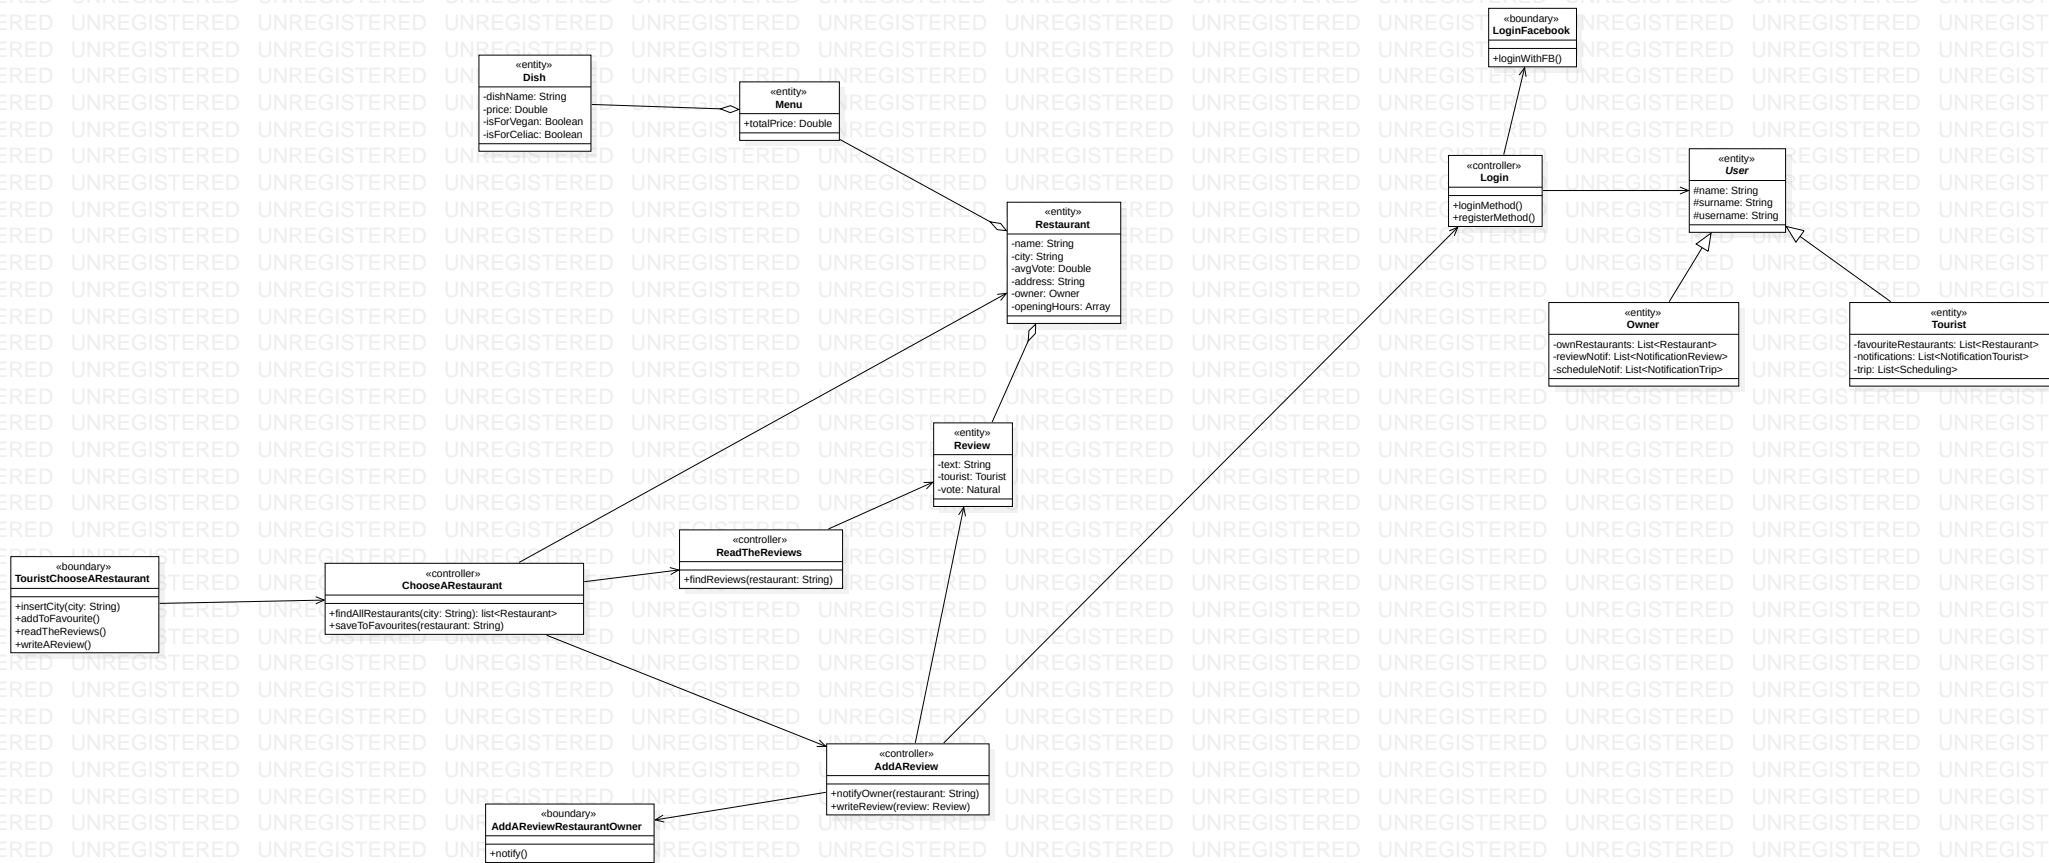 «boundary»
LoginFacebook
+loginWithFB()
«entity»
Dish
-dishName: String
-price: Double
-isForVegan: Boolean
-isForCeliac: Boolean
«entity»
Menu
+totalPrice: Double
«controller»
Login
+loginMethod()
+registerMethod()
«entity»
User
#name: String
#surname: String
#username: String
«entity»
Restaurant
-name: String
-city: String
-avgVote: Double
-address: String
-owner: Owner
-openingHours: Array
«entity»
Owner
-ownRestaurants: List<Restaurant>
-reviewNotif: List<NotificationReview>
-scheduleNotif: List<NotificationTrip>
«entity»
Tourist
-favouriteRestaurants: List<Restaurant>
-notifications: List<NotificationTourist>
-trip: List<Scheduling>
«entity»
Review
-text: String
-tourist: Tourist
-vote: Natural
«controller»
ReadTheReviews
+findReviews(restaurant: String)
«boundary»
TouristChooseARestaurant
+insertCity(city: String)
+addToFavourite()
+readTheReviews()
+writeAReview()
«controller»
ChooseARestaurant
+findAllRestaurants(city: String): list<Restaurant>
+saveToFavourites(restaurant: String)
«controller»
AddAReview
+notifyOwner(restaurant: String)
+writeReview(review: Review)
«boundary»
AddAReviewRestaurantOwner
+notify()
UNREGISTERED